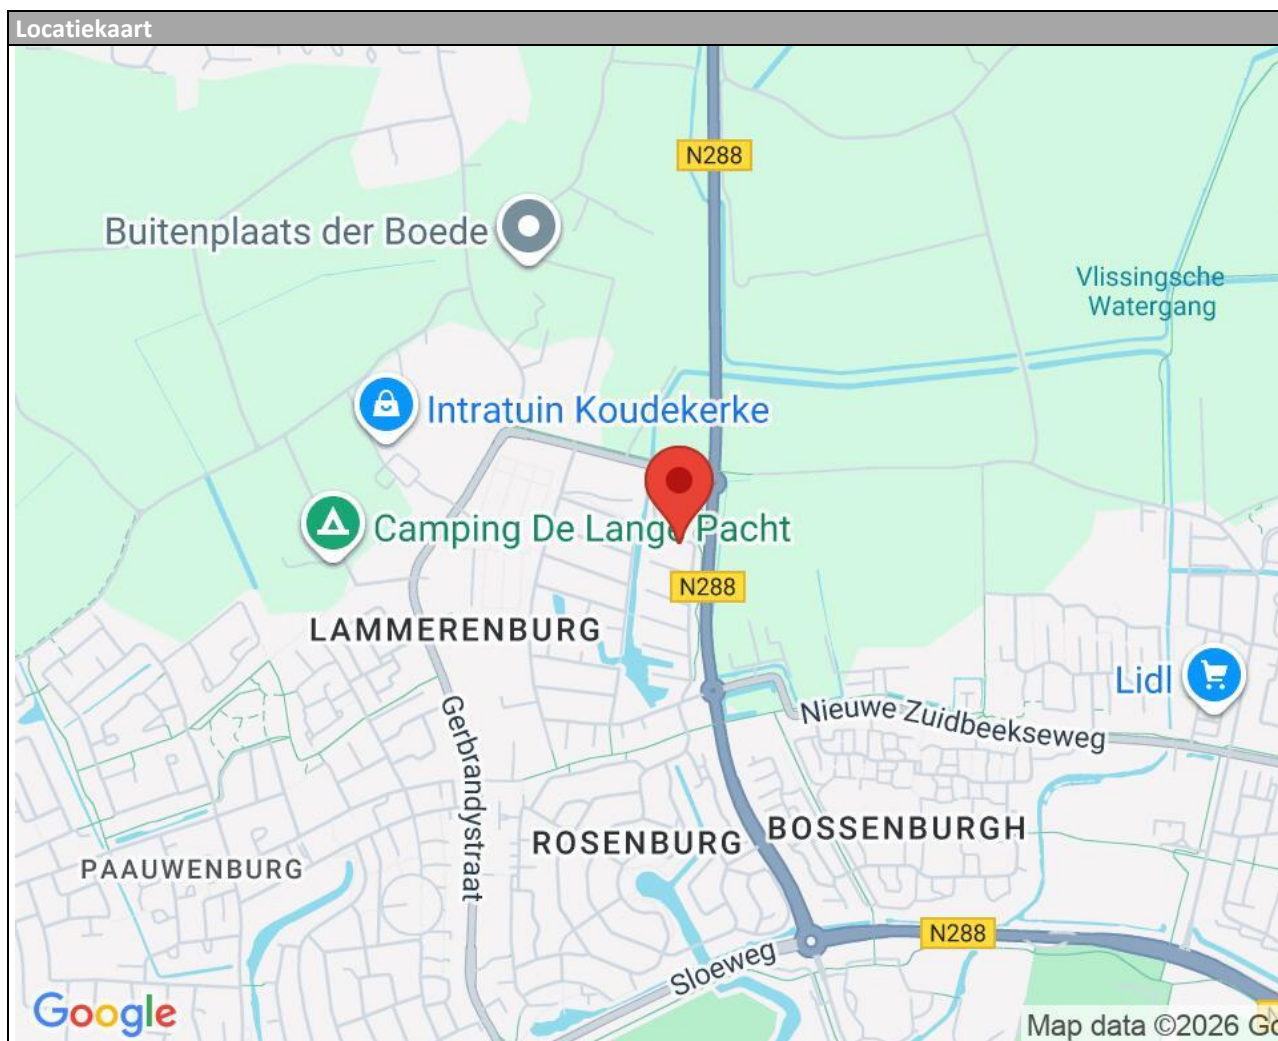 Locatiekaart
N288
Buitenplaats der Boede
Vlissingsche
Watergang
Intratuin Koudekerke
Camping De Lange Pacht
N288
LAMMERENBURG
Lidl
Gerbrandystraat
Nieuwe Zuidbeekseweg
ROSENBURG
BOSSENBURGH
PAAUWENBURG
N288
Sloeweg
Google
Map data ©2026